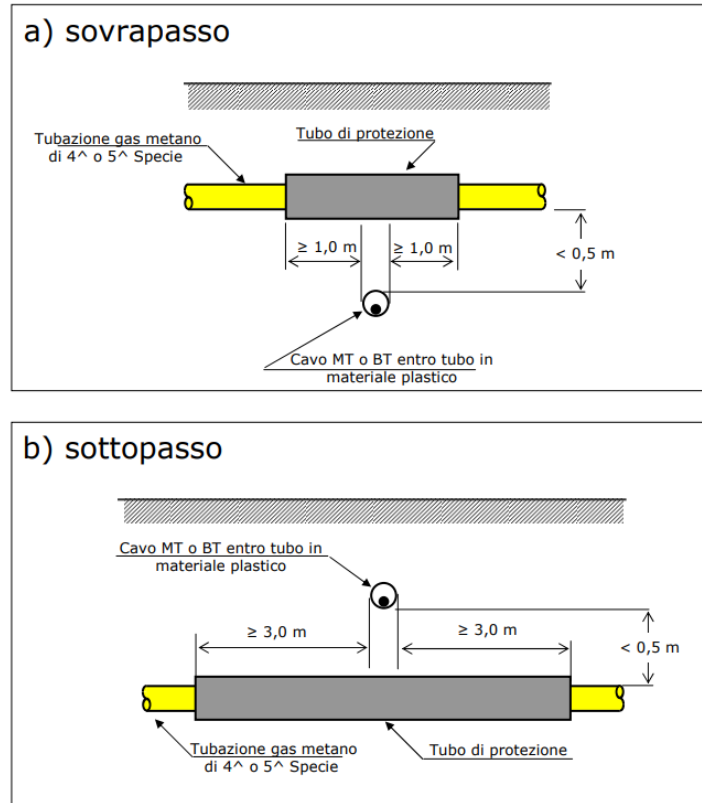 a) sovrapasso
Tubazione gas metano
di 4^ o 5^ Specie
Tubo di protezione
≥ 1,0 m
≥ 1,0 m
< 0,5 m
Cavo MT o BT entro tubo in
materiale plastico
b) sottopasso
Cavo MT o BT entro tubo in
materiale plastico
≥ 3,0 m
≥ 3,0 m
< 0,5 m
Tubazione gas metano
di 4^ o 5^ Specie
Tubo di protezione